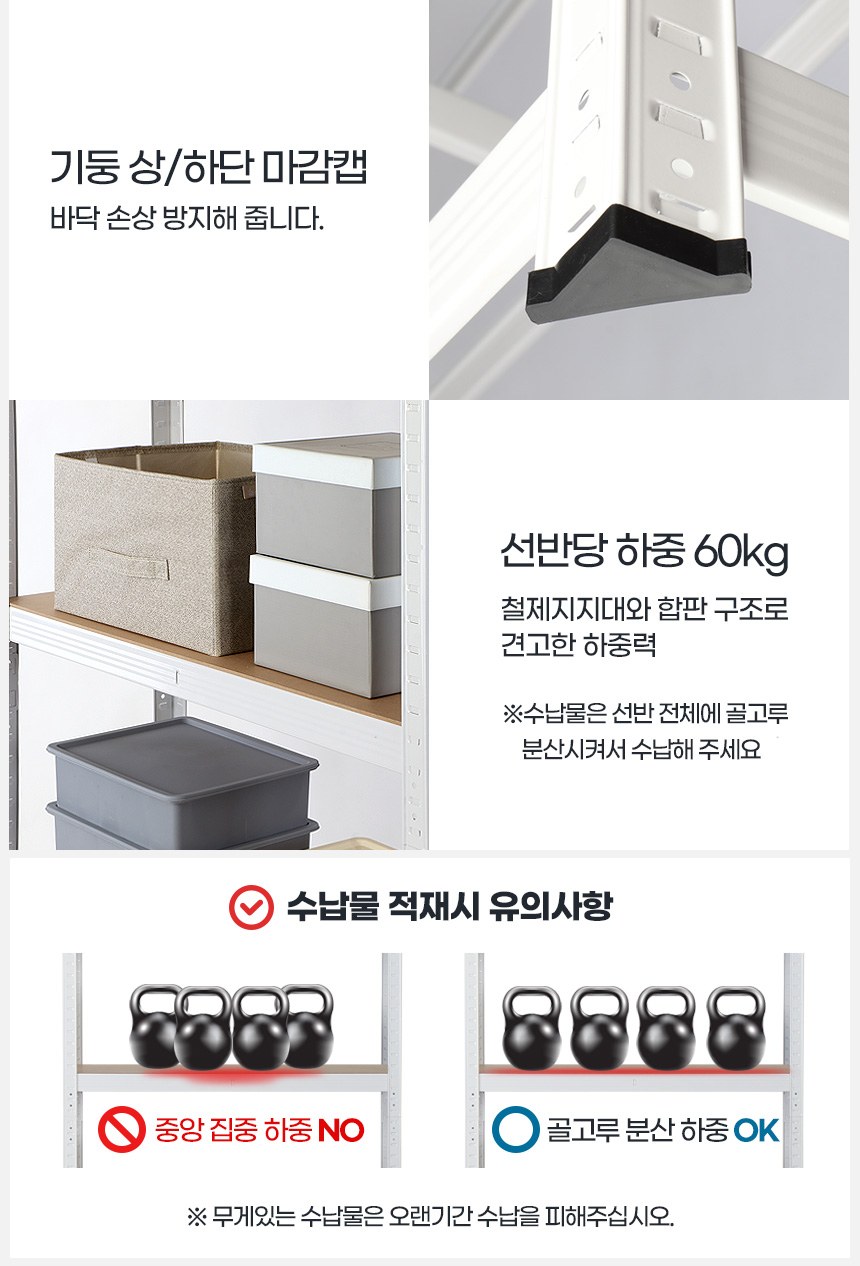 기둥 상/하단 마감캡
바닥 손상 방지해 줍니다.
선반당 하중 60kg
철제지지대와 합판 구조로
견고한 하중력
※수납물은 선반 전체에 골고루
분산시켜서 수납해 주세요
수납물 적재시 유의사항
중앙 집중 하중 NO
골고루 분산 하중 OK
※ 무게있는 수납물은 오랜기간 수납을 피해주십시오.